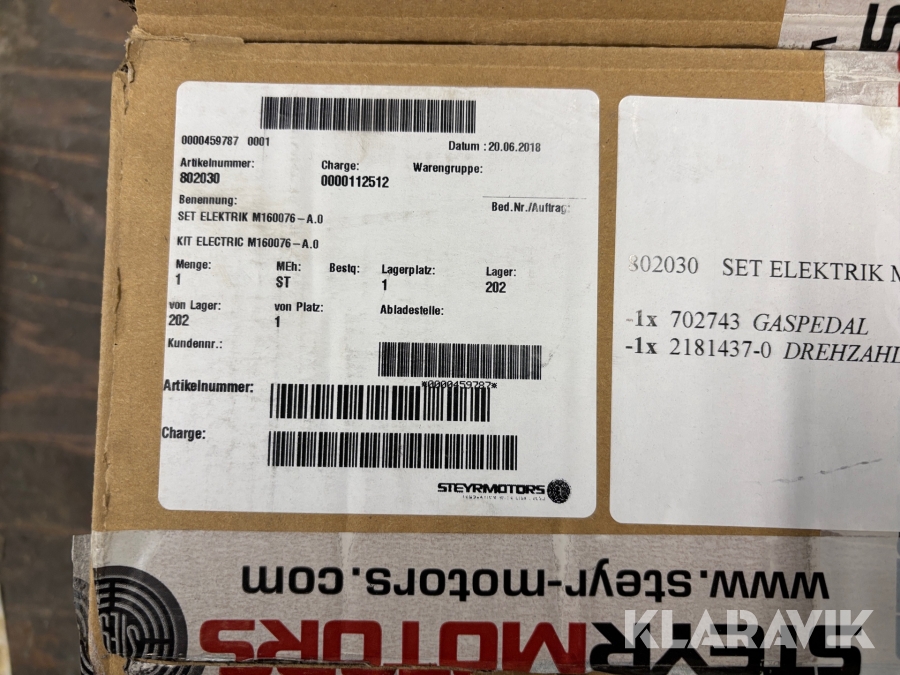 0000459787 0001
Datum : 20.06.2018
Artikelnummer: Charge: Warengruppe:
802030 0000112512
Benennung: Bed.Nr./Auftrag:
SET ELEKTRIK M160076-A.0
KIT ELECTRIC M160076-A.0
Menge: MEh: Bestq: Lagerplatz: Lager:
1 ST 1 202
von Lager: von Platz: Abladestelle:
202 1
Kundennr.:
*0000459787*
Artikelnummer:
Charge:
STEYRMOTORS
802030 SET ELEKTRIK M
-1x 702743 GASPEDAL
-1x 2181437-0 DREHZAHL
www.steyr-motors.com
STEYRMOTORS
KLARAVIK